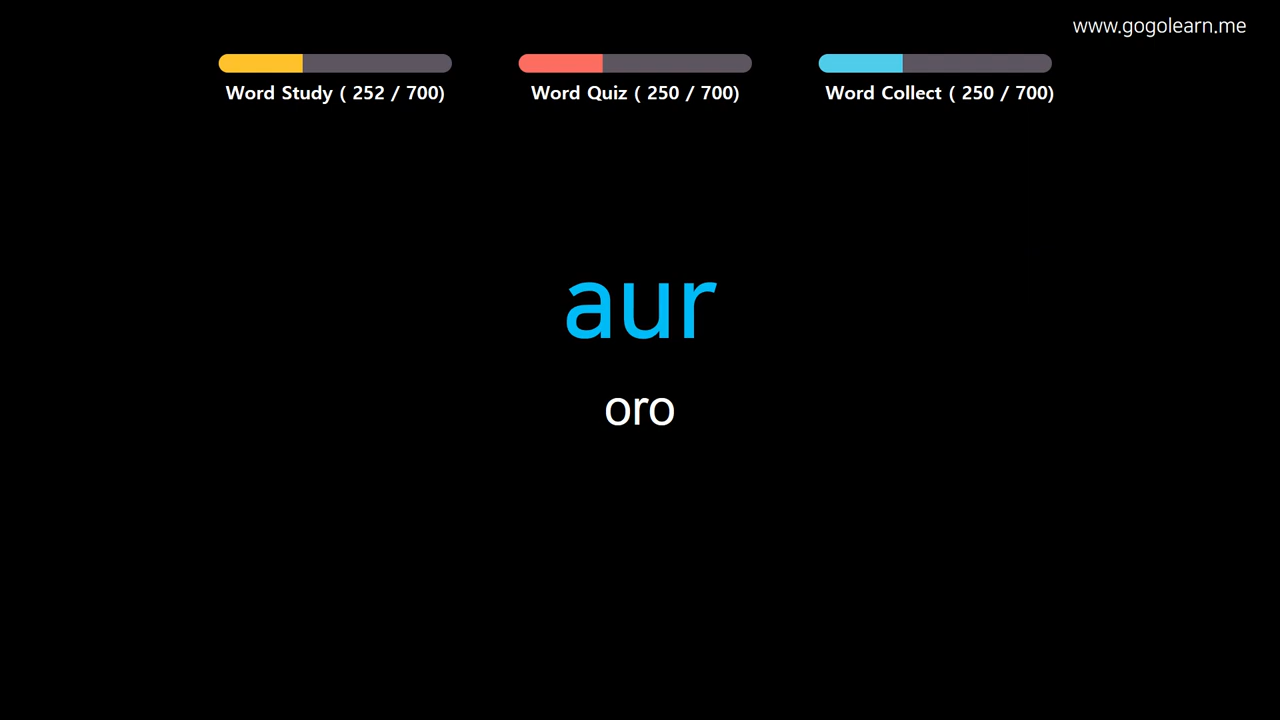 www.gogolearn.me
Word Study ( 252 / 700)
Word Quiz ( 250 / 700)
Word Collect ( 250 / 700)
aur
oro